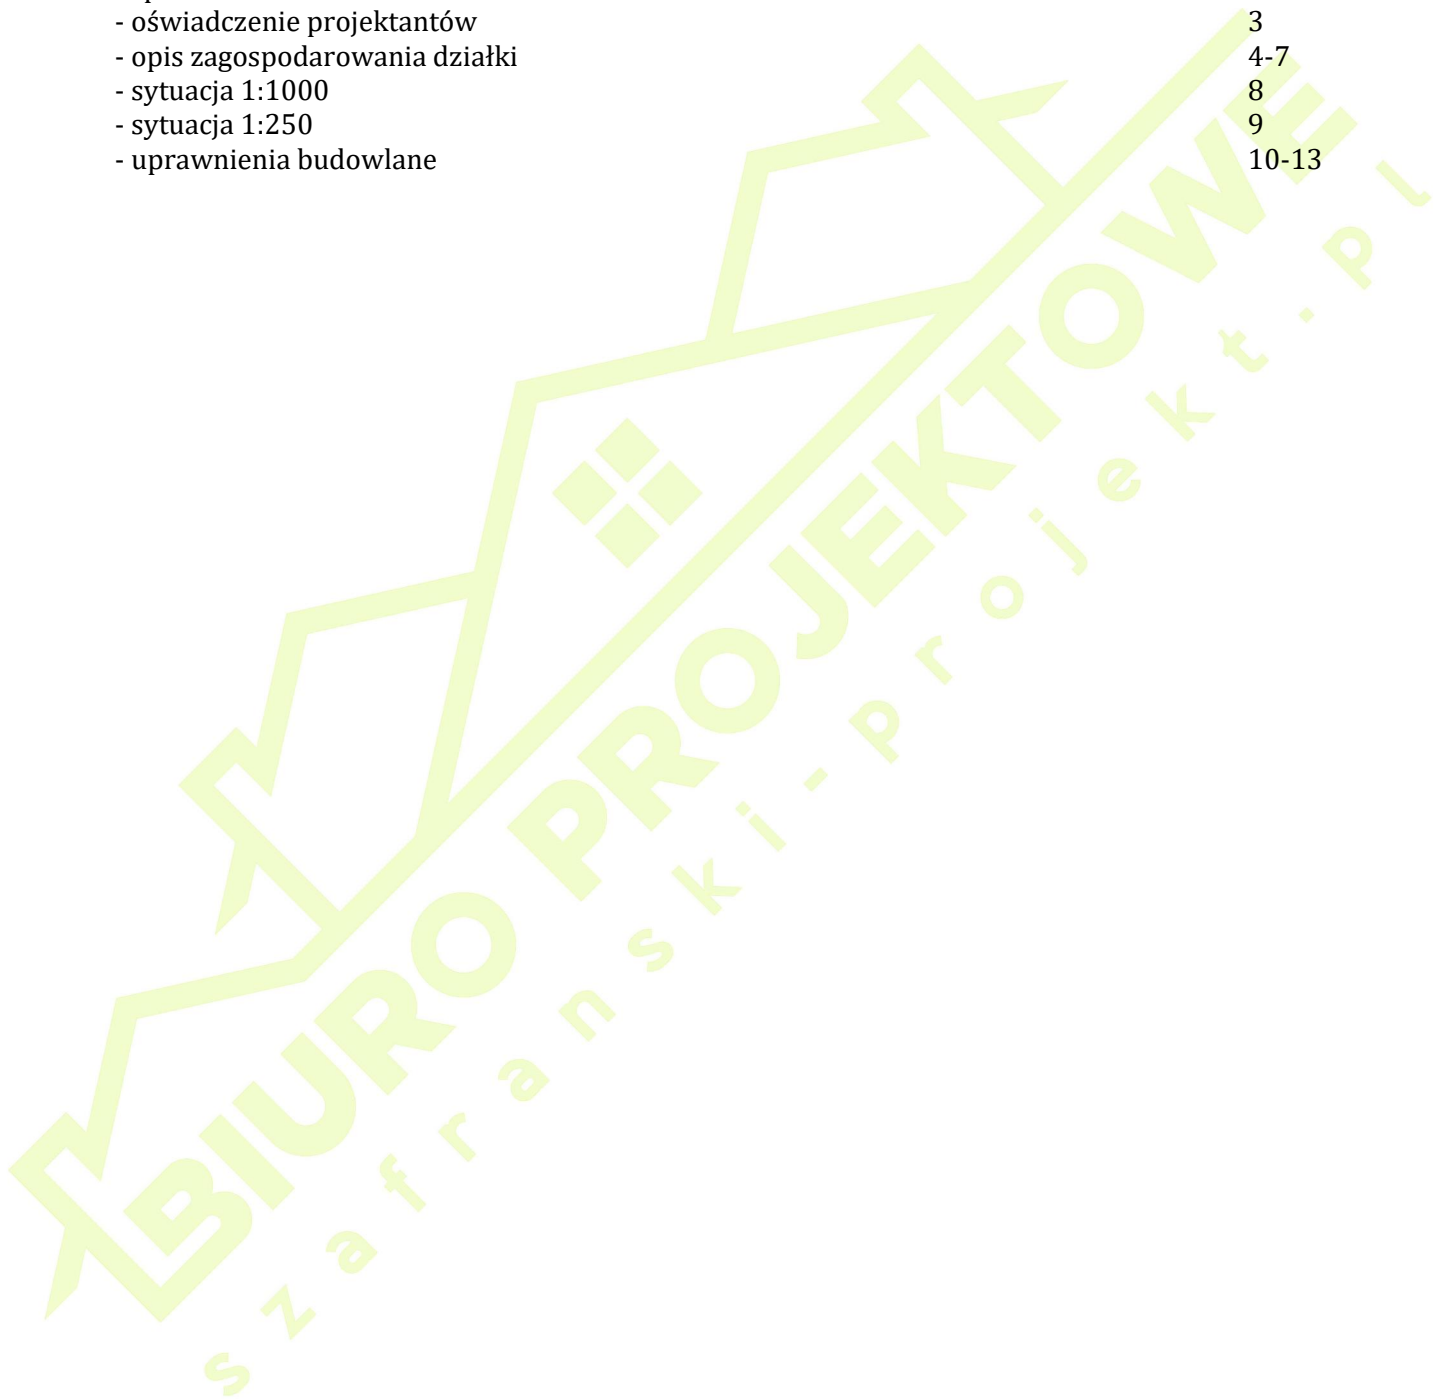 - oświadczenie projektantów 3
- opis zagospodarowania działki 4-7
- sytuacja 1:1000 8
- sytuacja 1:250 9
- uprawnienia budowlane 10-13
BIURO PROJEKTOWE
szafranski-projekt.pl